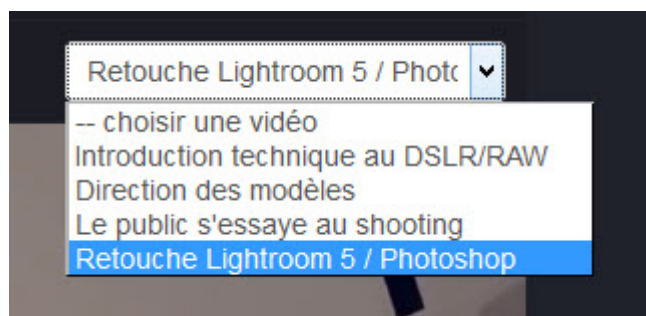 Retouche Lightroom 5 / Photo
-- choisir une vidéo
Introduction technique au DSLR/RAW
Direction des modèles
Le public s'essaye au shooting
Retouche Lightroom 5 / Photoshop